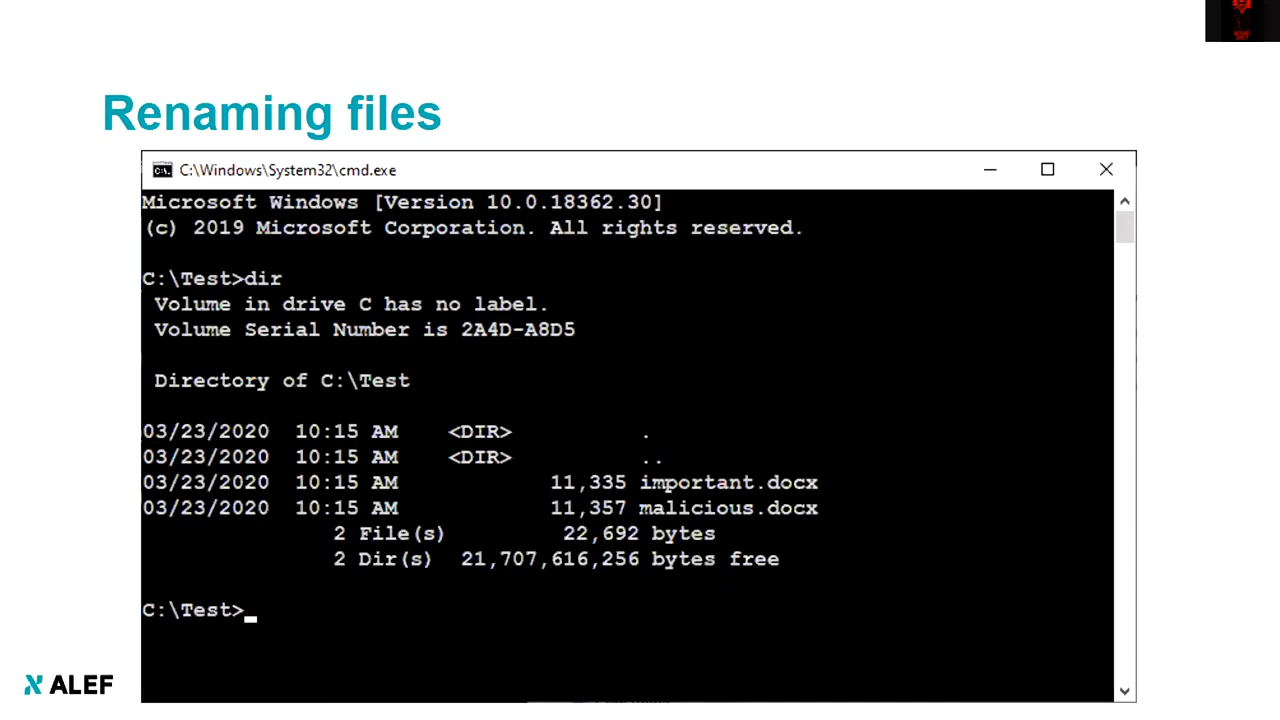 Renaming files
C:\Windows\System32\cmd.exe
Microsoft Windows [Version 10.0.18362.30]
(c) 2019 Microsoft Corporation. All rights reserved.
C:\Test>dir
Volume in drive C has no label.
Volume Serial Number is 2A4D-A8D5
Directory of C:\Test
03/23/2020  10:15 AM    <DIR>          .
03/23/2020  10:15 AM    <DIR>          ..
03/23/2020  10:15 AM            11,335 important.docx
03/23/2020  10:15 AM            11,357 malicious.docx
2 File(s)         22,692 bytes
2 Dir(s)  21,707,616,256 bytes free
C:\Test>
ALEF